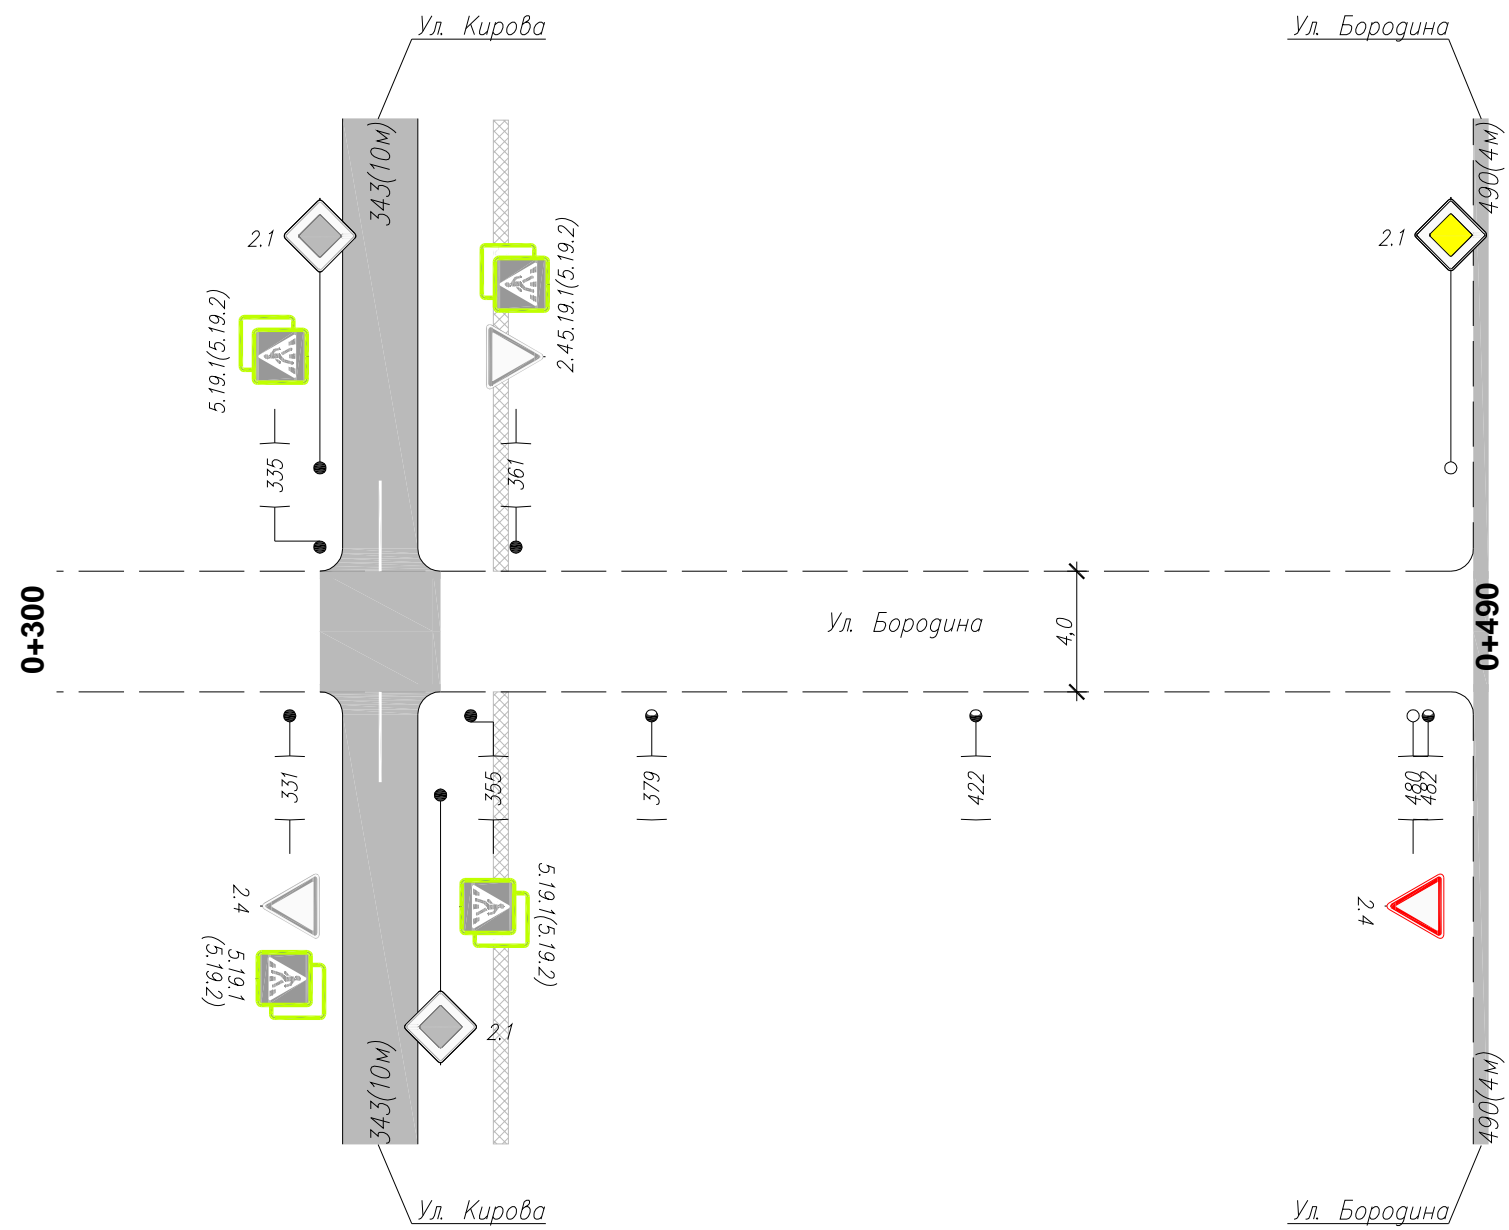 Ул. Кирова
Ул. Бородина
343(10м)
490(4м)
2.1
2.1
5.19.1(5.19.2)
2.4 5.19.1(5.19.2)
335
361
0+300
Ул. Бородина
4,0
0+490
331
355
379
422
480
482
2.4
5.19.1
(5.19.2)
5.19.1(5.19.2)
2.1
2.4
343(10м)
490(4м)
Ул. Кирова
Ул. Бородина